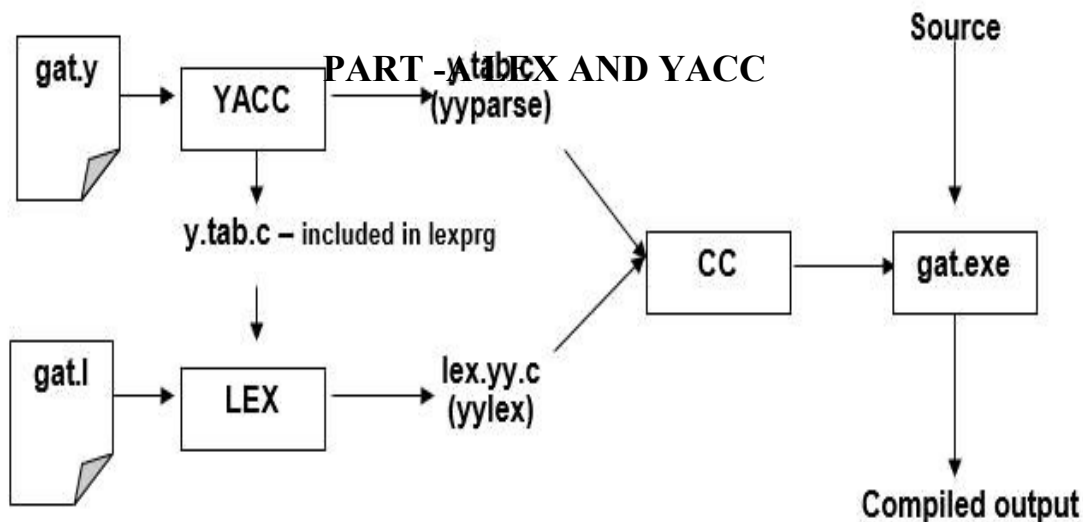 Source
gat.y
PART -A LEX AND YACC
y.tab.c
(yyparse)
YACC
y.tab.c – included in lexprg
CC
gat.exe
gat.l
LEX
lex.yy.c
(yylex)
Compiled output